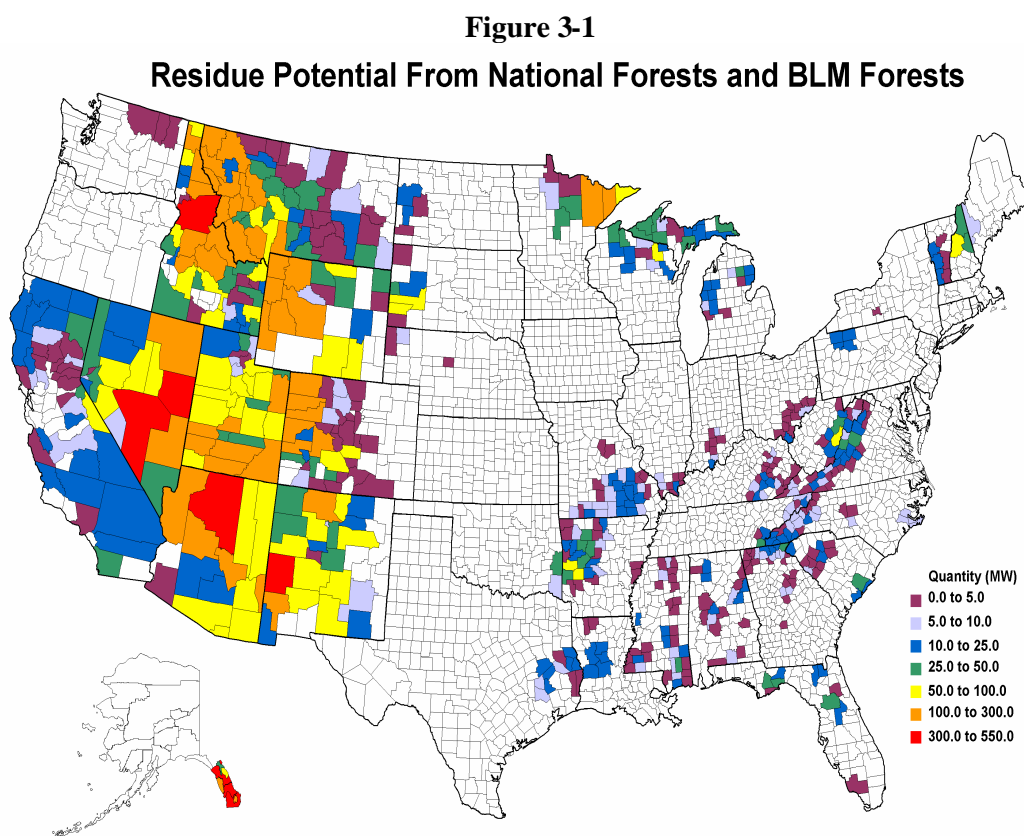 Figure 3-1
Residue Potential From National Forests and BLM Forests
Quantity (MW)
0.0 to 5.0
5.0 to 10.0
10.0 to 25.0
25.0 to 50.0
50.0 to 100.0
100.0 to 300.0
300.0 to 550.0